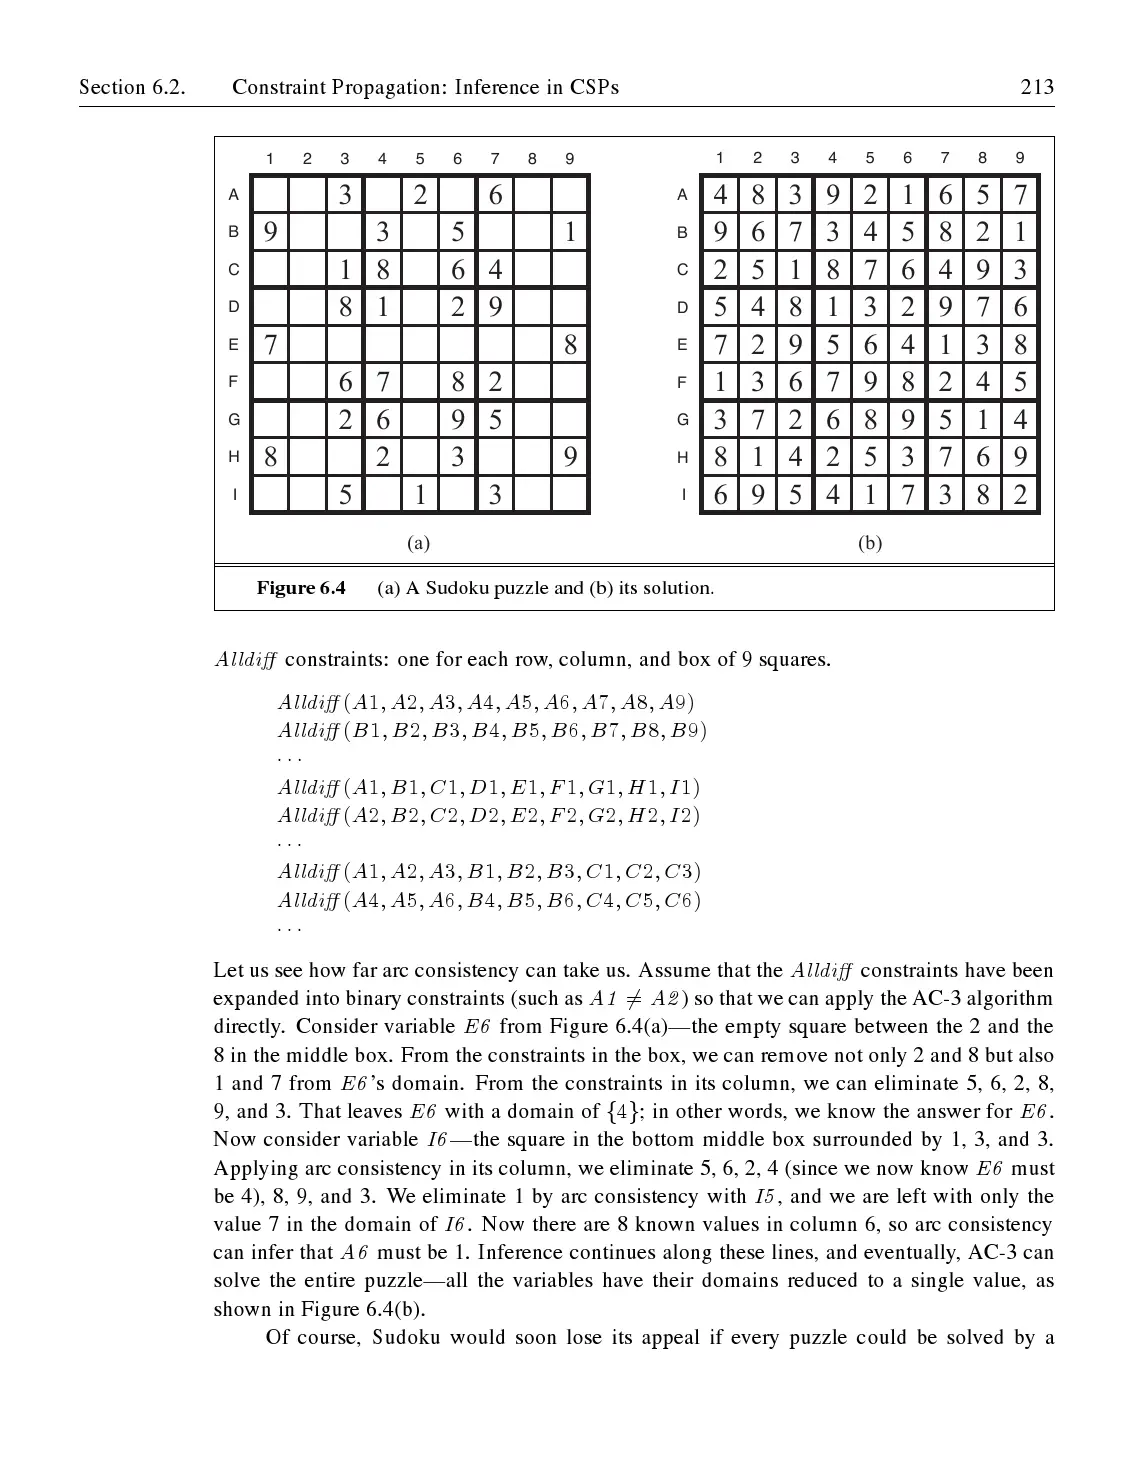 Section 6.2. Constraint Propagation: Inference in CSPs 213
1 2 3 4 5 6 7 8 9
A 3 2 6
B 9 3 5 1
C 1 8 6 4
D 8 1 2 9
E 7 8
F 6 7 8 2
G 2 6 9 5
H 8 2 3 9
I 5 1 3
(a)
1 2 3 4 5 6 7 8 9
A 4 8 3 9 2 1 6 5 7
B 9 6 7 3 4 5 8 2 1
C 2 5 1 8 7 6 4 9 3
D 5 4 8 1 3 2 9 7 6
E 7 2 9 5 6 4 1 3 8
F 1 3 6 7 9 8 2 4 5
G 3 7 2 6 8 9 5 1 4
H 8 1 4 2 5 3 7 6 9
I 6 9 5 4 1 7 3 8 2
(b)
Figure 6.4 (a) A Sudoku puzzle and (b) its solution.
Alldiff constraints: one for each row, column, and box of 9 squares.
Alldiff (A1, A2, A3, A4, A5, A6, A7, A8, A9)
Alldiff (B1, B2, B3, B4, B5, B6, B7, B8, B9)
· · ·
Alldiff (A1, B1, C1, D1, E1, F1, G1, H1, I1)
Alldiff (A2, B2, C2, D2, E2, F2, G2, H2, I2)
· · ·
Alldiff (A1, A2, A3, B1, B2, B3, C1, C2, C3)
Alldiff (A4, A5, A6, B4, B5, B6, C4, C5, C6)
· · ·
Let us see how far arc consistency can take us. Assume that the Alldiff constraints have been
expanded into binary constraints (such as A1 ≠ A2) so that we can apply the AC-3 algorithm
directly. Consider variable E6 from Figure 6.4(a)—the empty square between the 2 and the
8 in the middle box. From the constraints in the box, we can remove not only 2 and 8 but also
1 and 7 from E6's domain. From the constraints in its column, we can eliminate 5, 6, 2, 8,
9, and 3. That leaves E6 with a domain of {4}; in other words, we know the answer for E6.
Now consider variable I6—the square in the bottom middle box surrounded by 1, 3, and 3.
Applying arc consistency in its column, we eliminate 5, 6, 2, 4 (since we now know E6 must
be 4), 8, 9, and 3. We eliminate 1 by arc consistency with I5, and we are left with only the
value 7 in the domain of I6. Now there are 8 known values in column 6, so arc consistency
can infer that A6 must be 1. Inference continues along these lines, and eventually, AC-3 can
solve the entire puzzle—all the variables have their domains reduced to a single value, as
shown in Figure 6.4(b).
Of course, Sudoku would soon lose its appeal if every puzzle could be solved by a